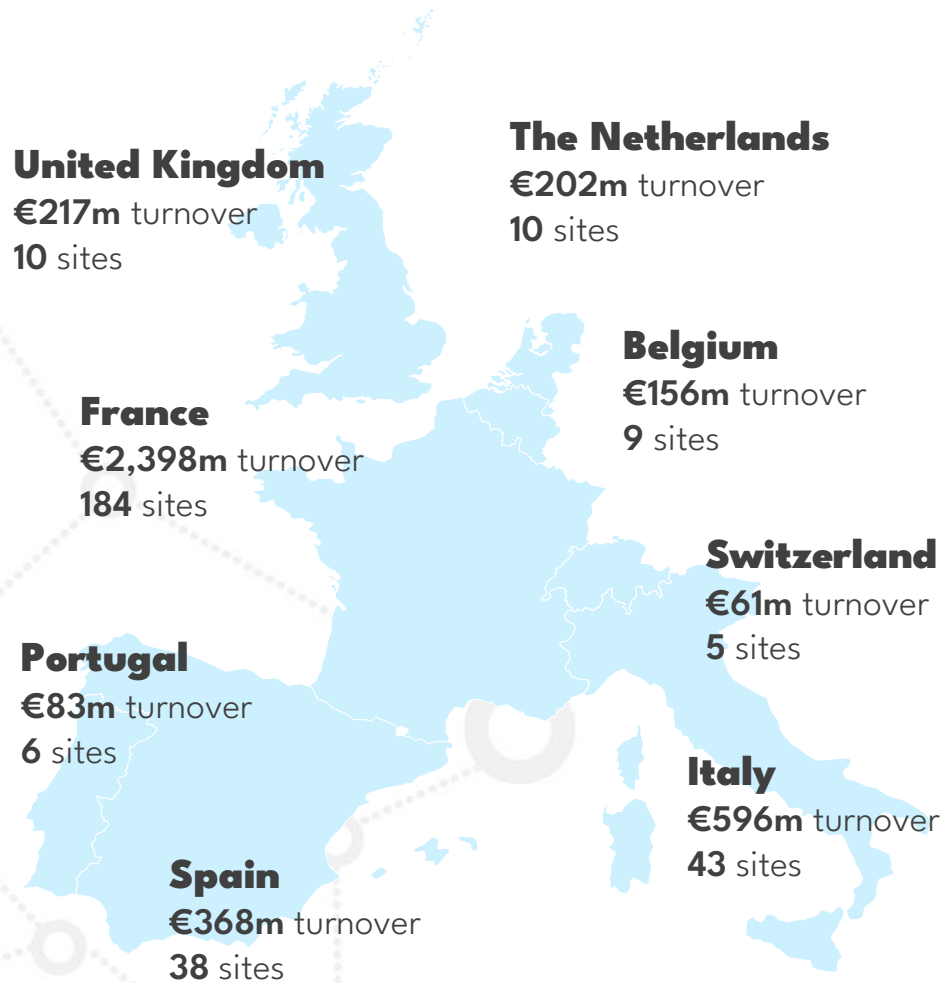 The Netherlands
€202m turnover
10 sites
United Kingdom
€217m turnover
10 sites
Belgium
€156m turnover
9 sites
France
€2,398m turnover
184 sites
Switzerland
€61m turnover
5 sites
Portugal
€83m turnover
6 sites
Italy
€596m turnover
43 sites
Spain
€368m turnover
38 sites